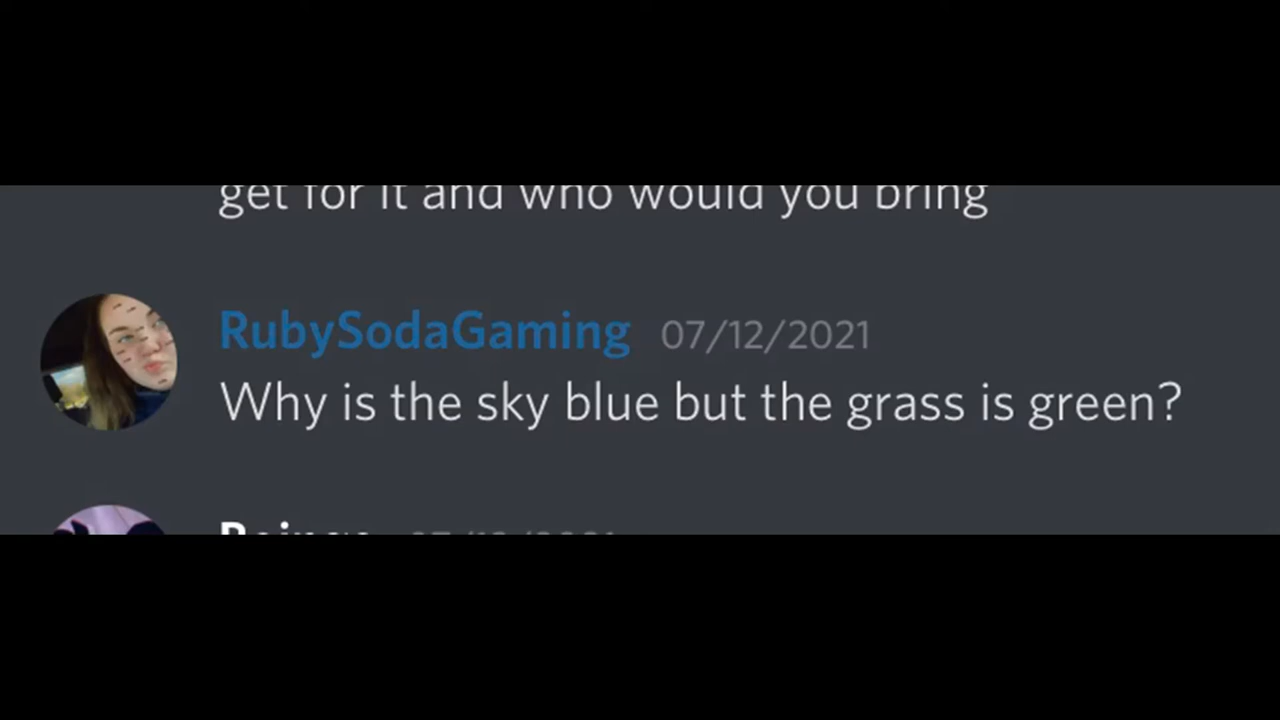 get for it and who would you bring
RubySodaGaming 07/12/2021
Why is the sky blue but the grass is green?